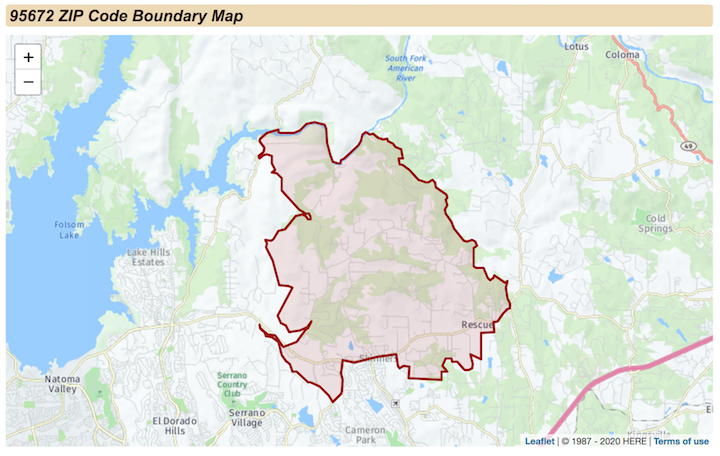 95672 ZIP Code Boundary Map
+
−
Lotus
Coloma
South Fork
American
River
49
Folsom
Lake
Cold
Springs
Lake Hills
Estates
Rescue
Natoma
Valley
Serrano
Country
Club
Serrano
Village
El Dorado
Hills
Cameron
Park
Leaflet | © 1987 - 2020 HERE | Terms of use